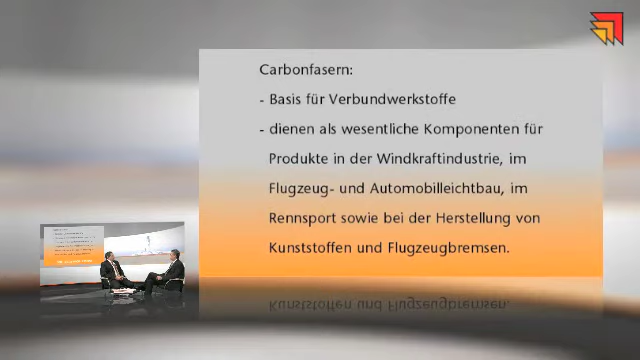 Carbonfasern:
- Basis für Verbundwerkstoffe
- dienen als wesentliche Komponenten für
Produkte in der Windkraftindustrie, im
Flugzeug- und Automobilleichtbau, im
Rennsport sowie bei der Herstellung von
Kunststoffen und Flugzeugbremsen.